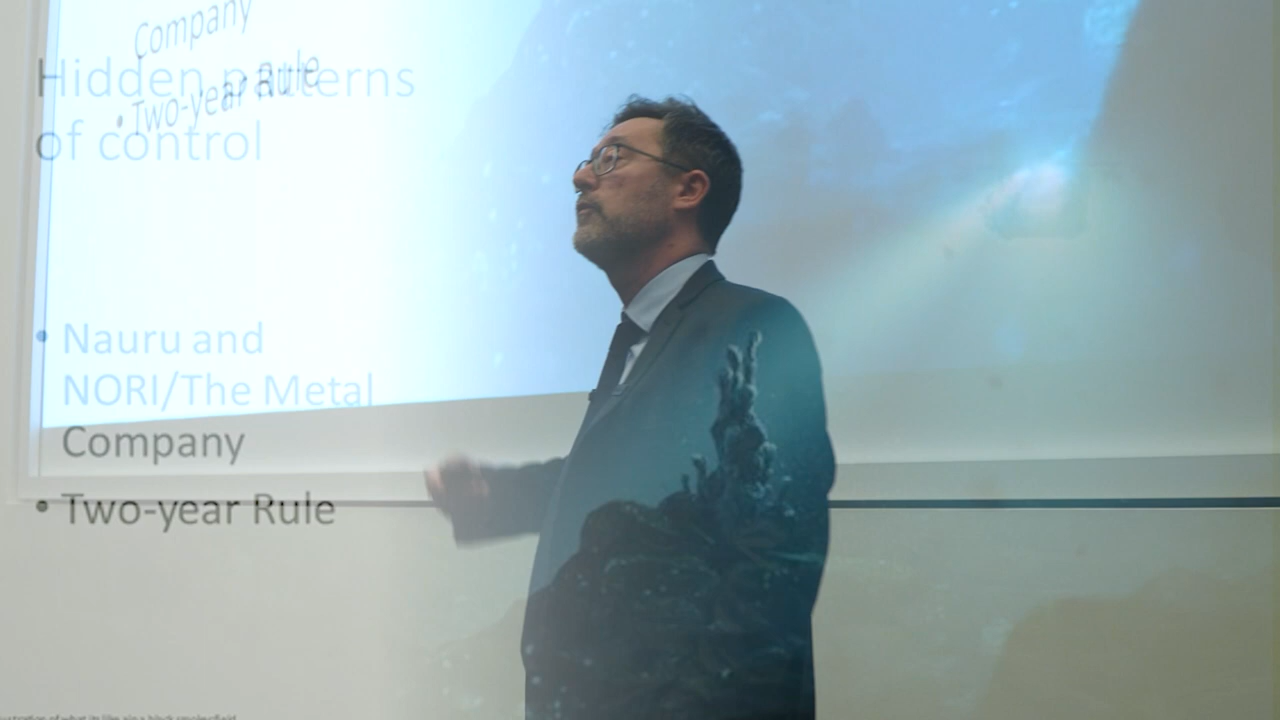 Company
• Two-year Rule
Hidden patterns
of control
• Nauru and
NORI/The Metal
Company
• Two-year Rule